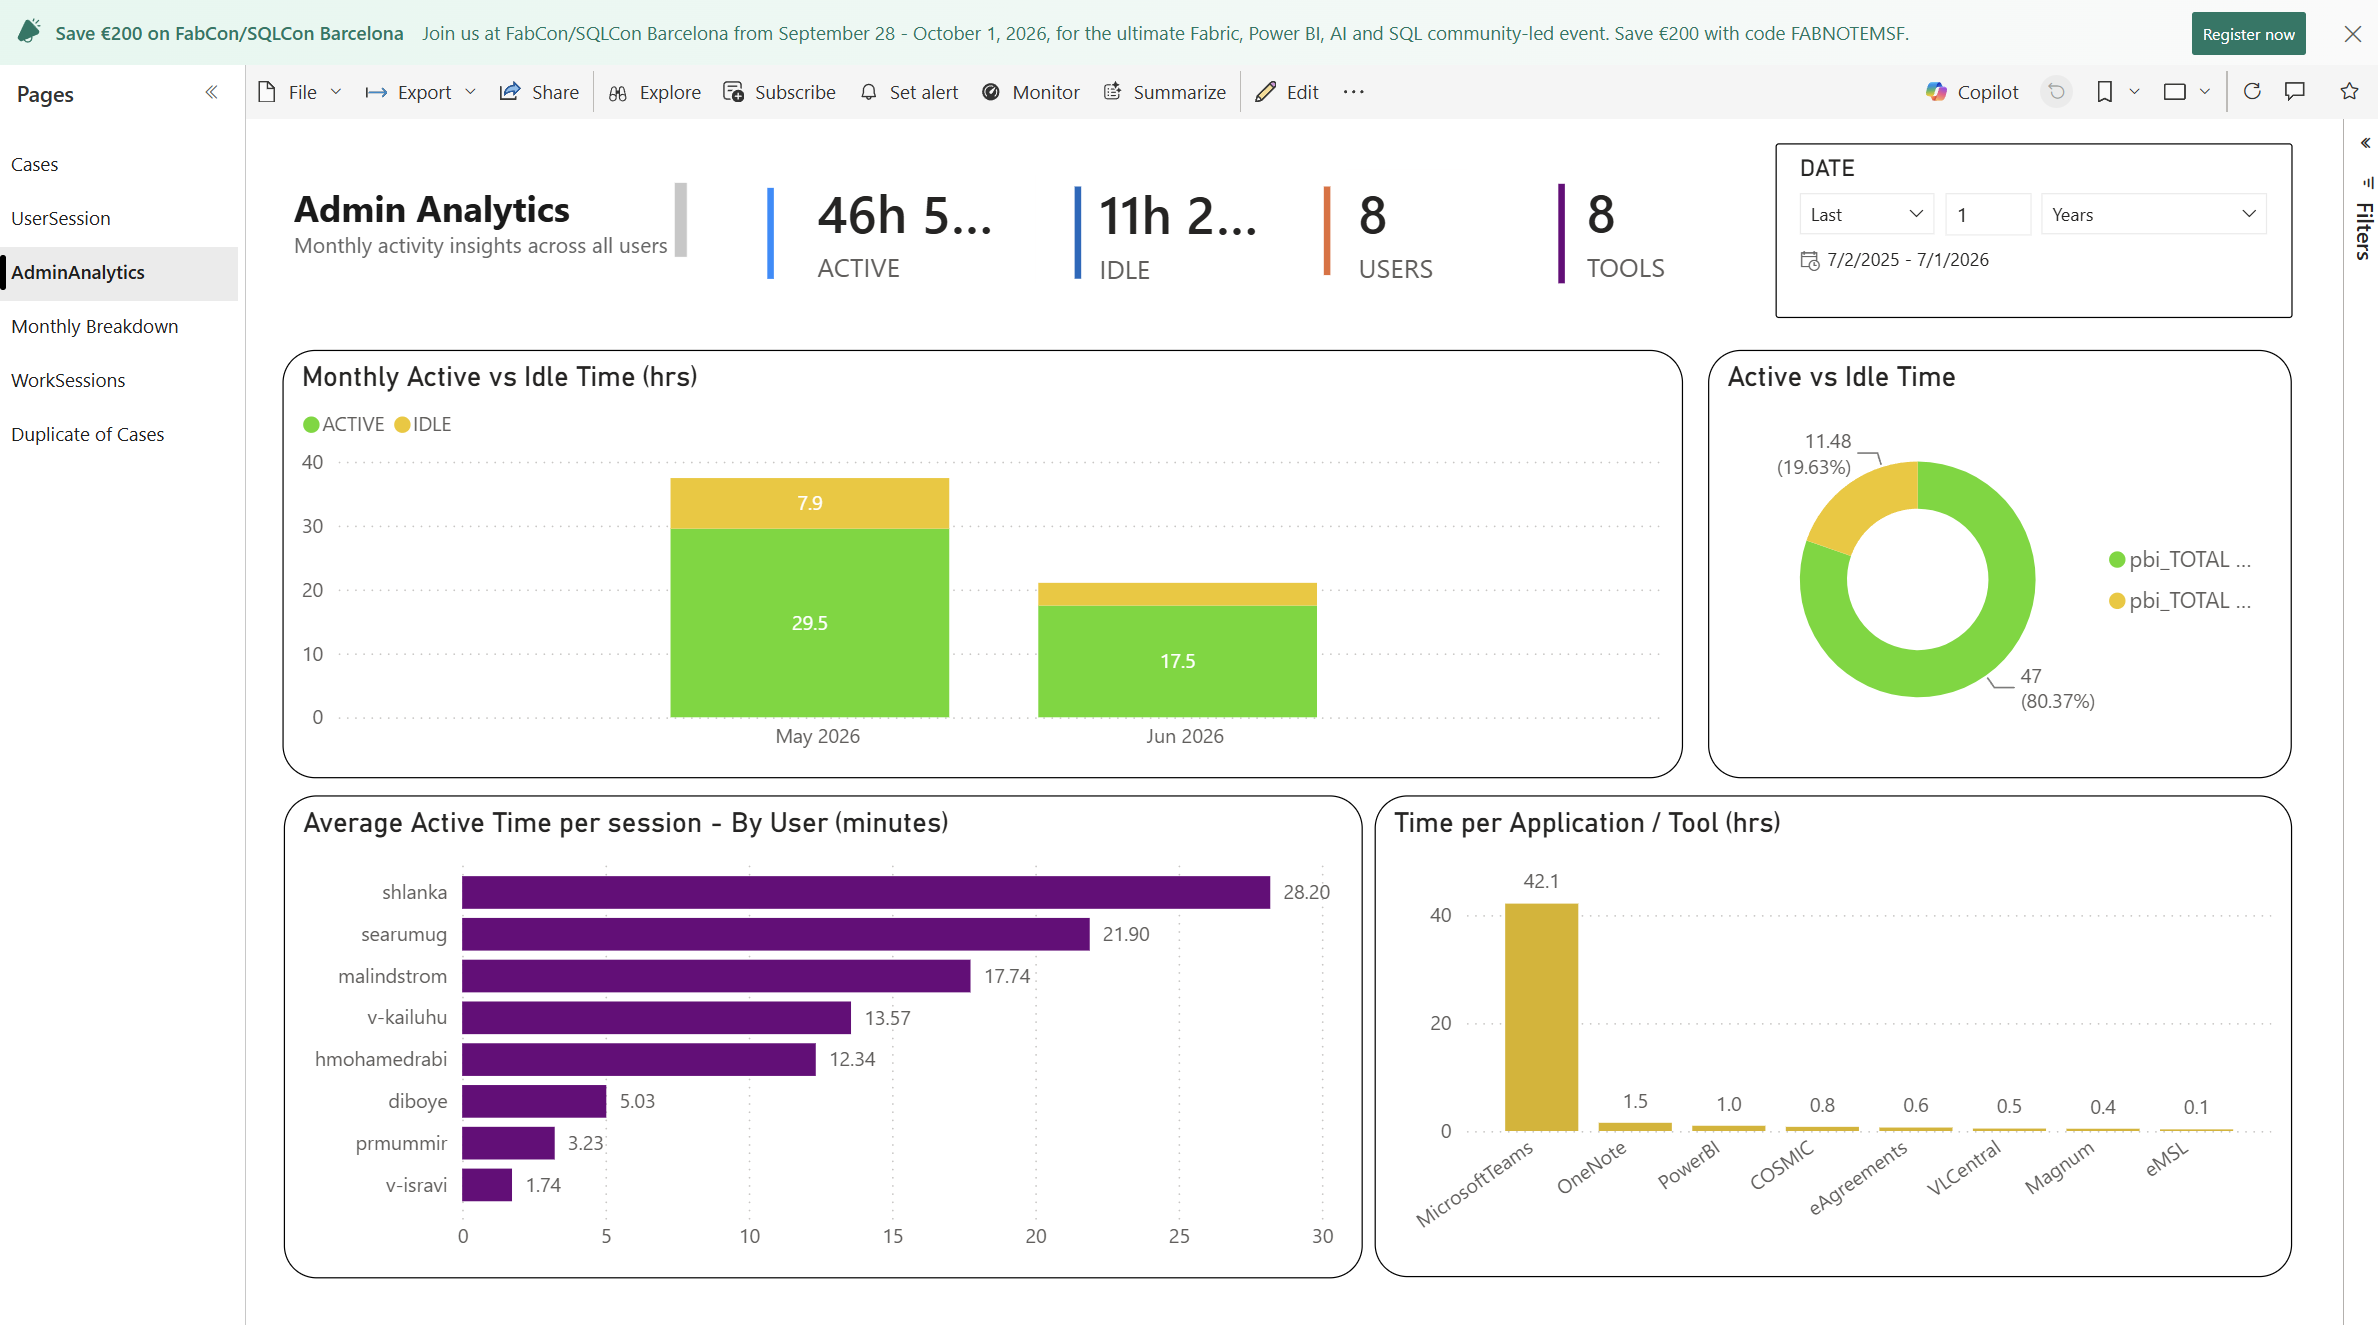 Save €200 on FabCon/SQLCon Barcelona Join us at FabCon/SQLCon Barcelona from September 28 - October 1, 2026, for the ultimate Fabric, Power BI, AI and SQL community-led event. Save €200 with code FABNOTEMSF. Register now
Pages
File Export Share Explore Subscribe Set alert Monitor Summarize Edit Copilot
Cases
UserSession
AdminAnalytics
Monthly Breakdown
WorkSessions
Duplicate of Cases
Admin Analytics
Monthly activity insights across all users
46h 5...
ACTIVE
11h 2...
IDLE
8
USERS
8
TOOLS
DATE
Last 1 Years
7/2/2025 - 7/1/2026
Filters
Monthly Active vs Idle Time (hrs)
ACTIVE IDLE
40
30
20
10
0
7.9
29.5
17.5
May 2026 Jun 2026
Active vs Idle Time
11.48
(19.63%)
47
(80.37%)
pbi_TOTAL ...
pbi_TOTAL ...
Average Active Time per session - By User (minutes)
shlanka 28.20
searumug 21.90
malindstrom 17.74
v-kailuhu 13.57
hmohamedrabi 12.34
diboye 5.03
prmummir 3.23
v-isravi 1.74
0 5 10 15 20 25 30
Time per Application / Tool (hrs)
40
20
0
42.1 1.5 1.0 0.8 0.6 0.5 0.4 0.1
MicrosoftTeams OneNote PowerBI COSMIC eAgreements VLCentral Magnum eMSL